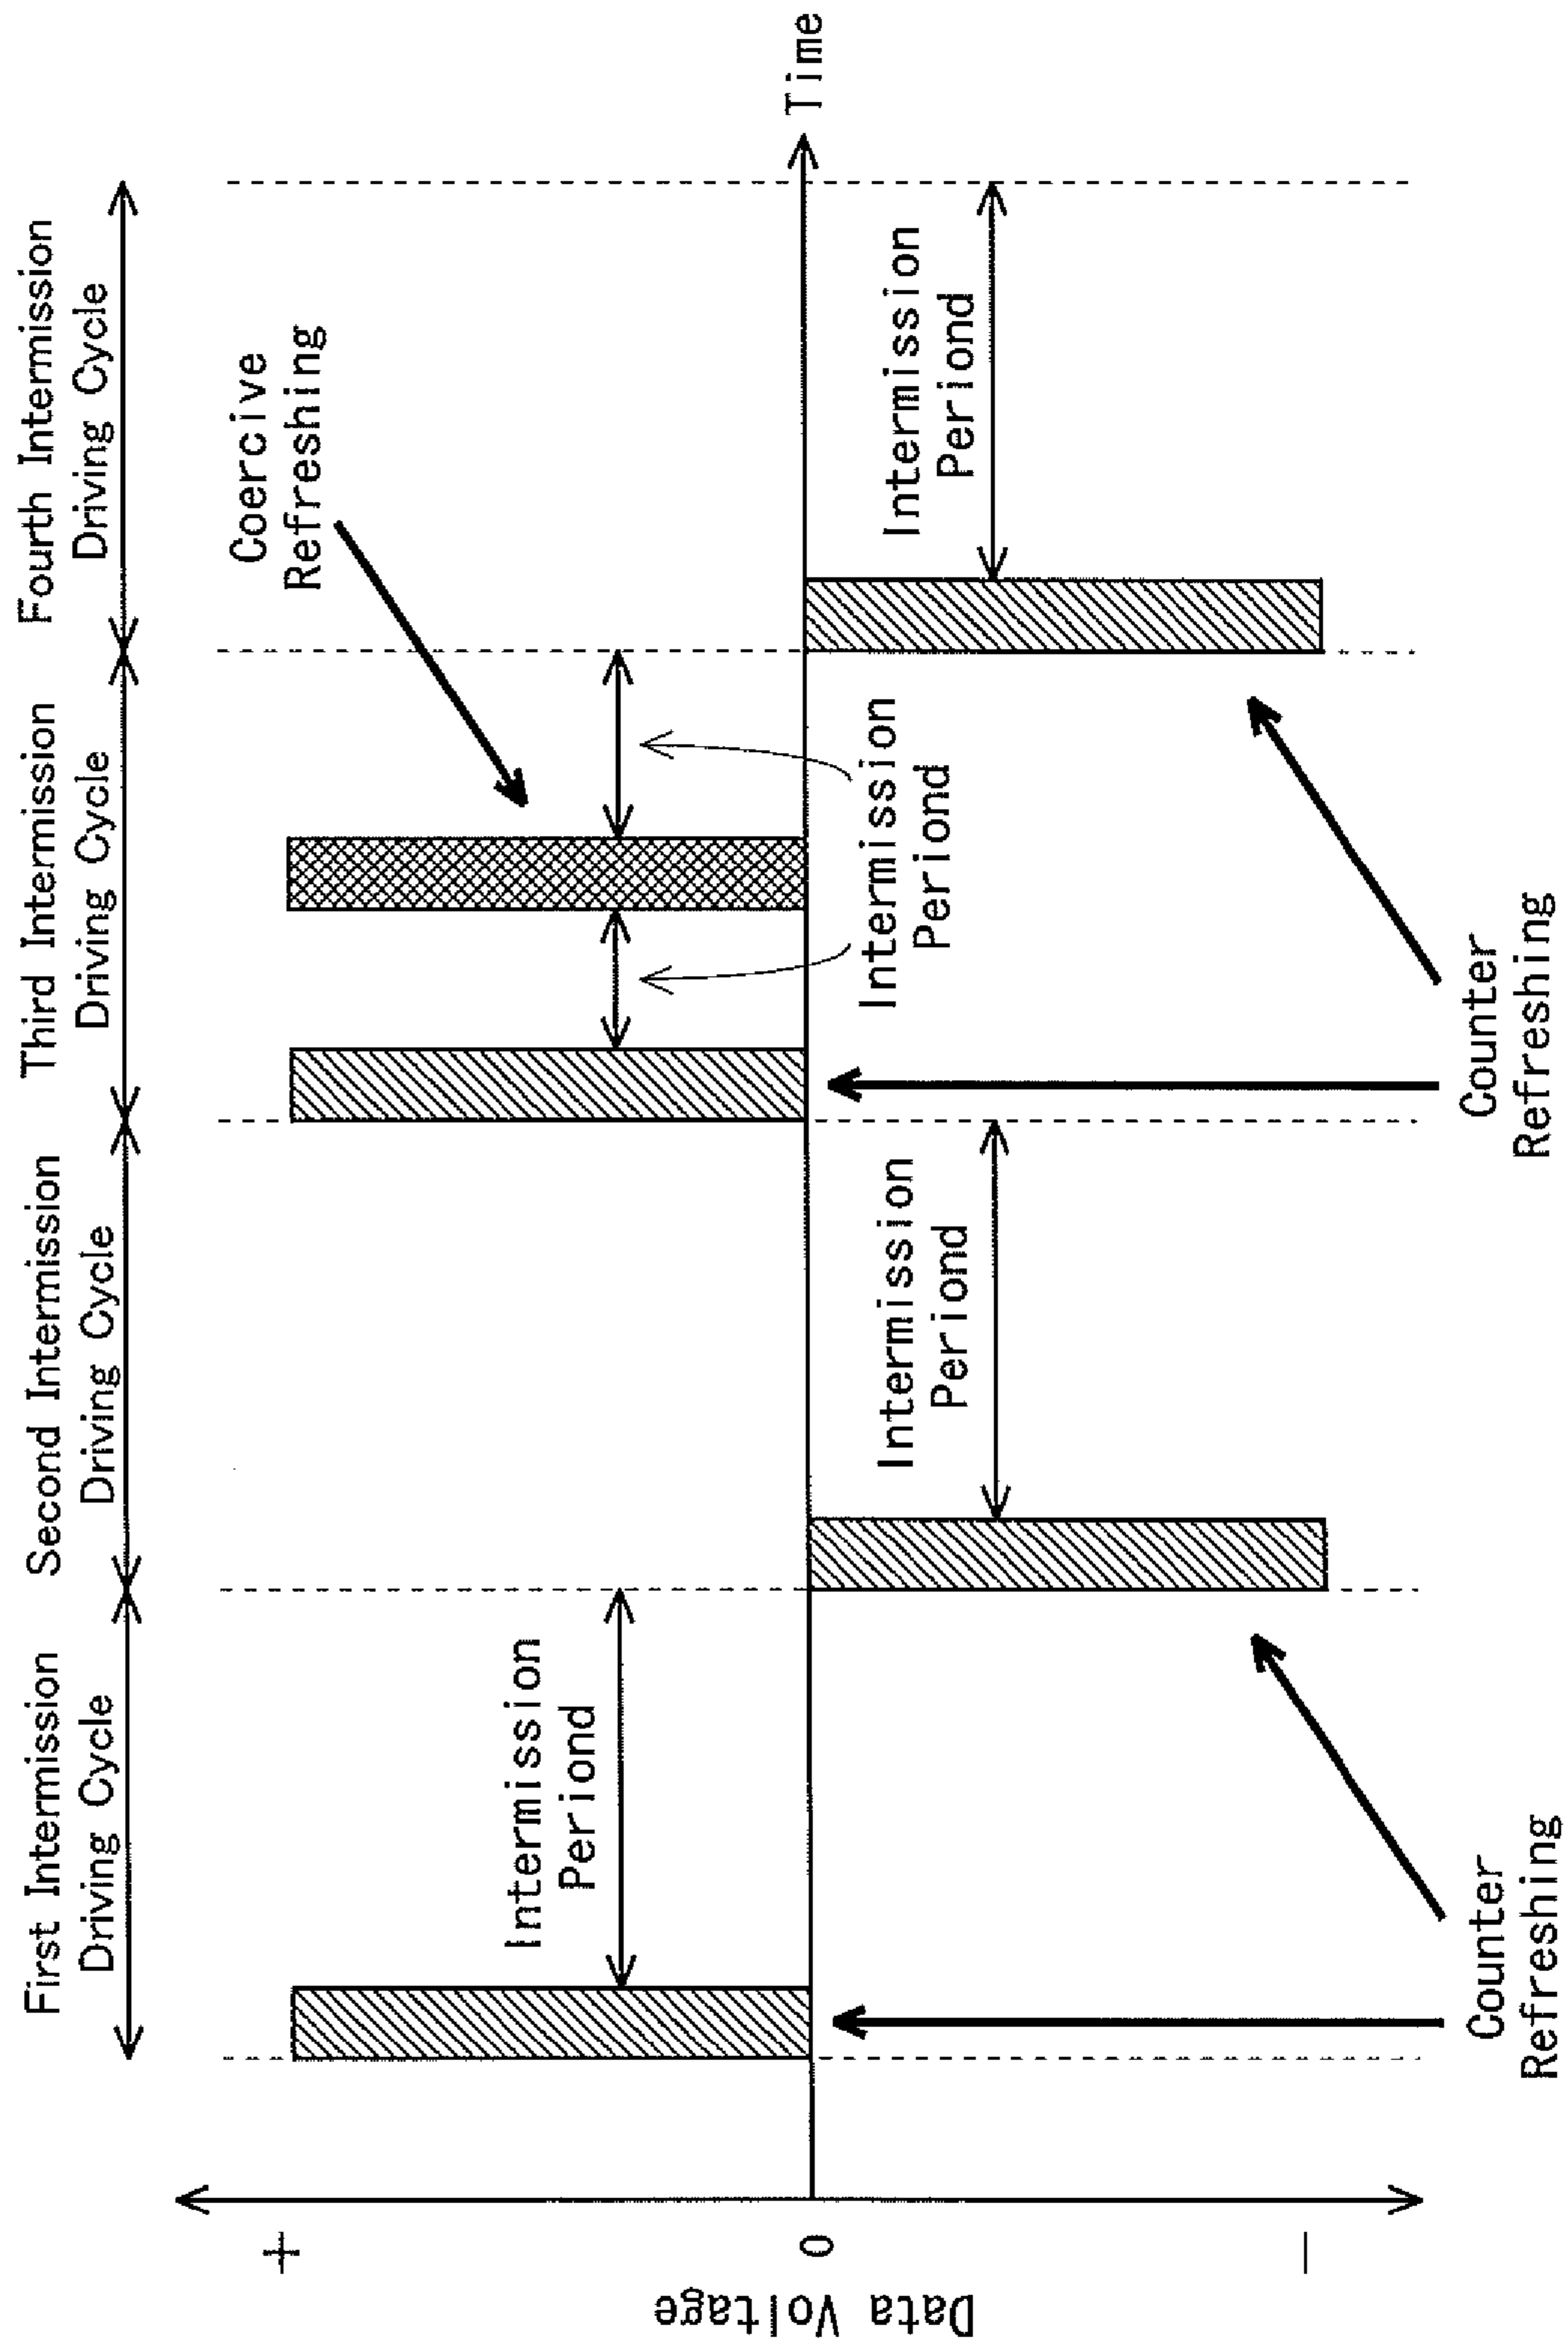 First Intermission
Driving Cycle
Second Intermission
Driving Cycle
Third Intermission
Driving Cycle
Fourth Intermission
Driving Cycle
Coercive
Refreshing
+
0
−
Data Voltage
Time
Intermission
Periond
Intermission
Periond
Intermission
Periond
Intermission
Periond
Counter
Refreshing
Counter
Refreshing